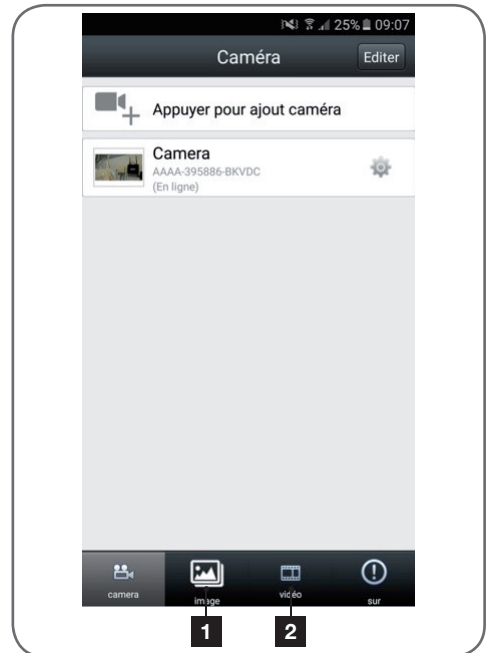 25% 09:07
Caméra Editer
Appuyer pour ajout caméra
Camera
AAAA-395886-BKVDC
(En ligne)
camera image vidéo sur
1 2